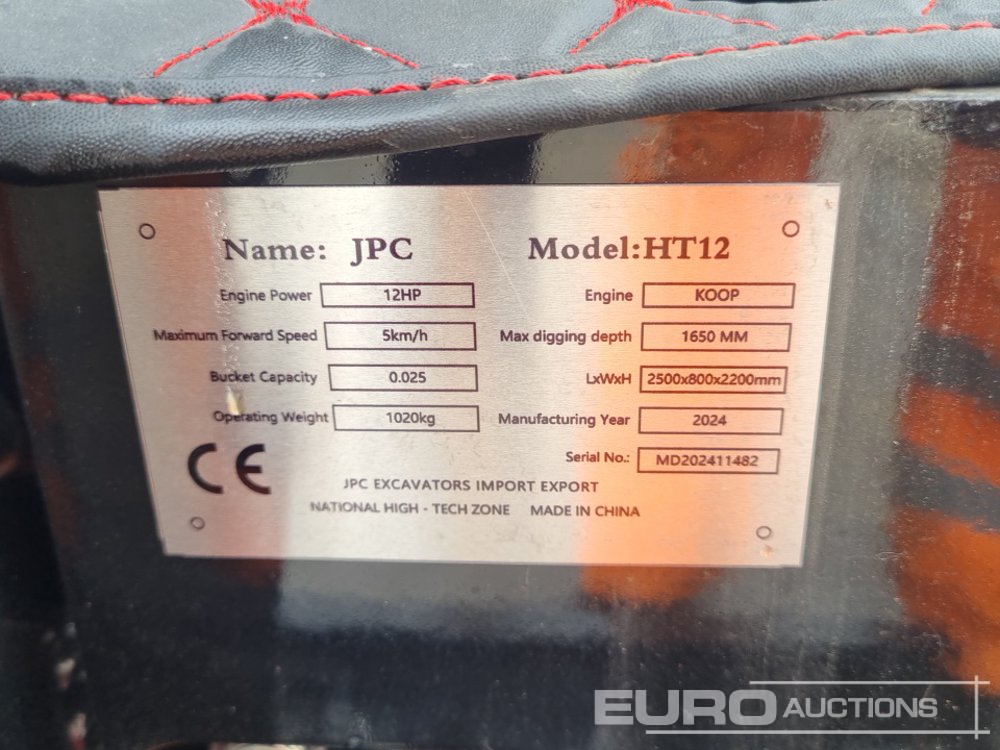 Name: JPC Model:HT12
Engine Power 12HP Engine KOOP
Maximum Forward Speed 5km/h Max digging depth 1650 MM
Bucket Capacity 0.025 LxWxH 2500x800x2200mm
Operating Weight 1020kg Manufacturing Year 2024
Serial No.: MD202411482
CE
JPC EXCAVATORS IMPORT EXPORT
NATIONAL HIGH - TECH ZONE MADE IN CHINA
EURO AUCTIONS